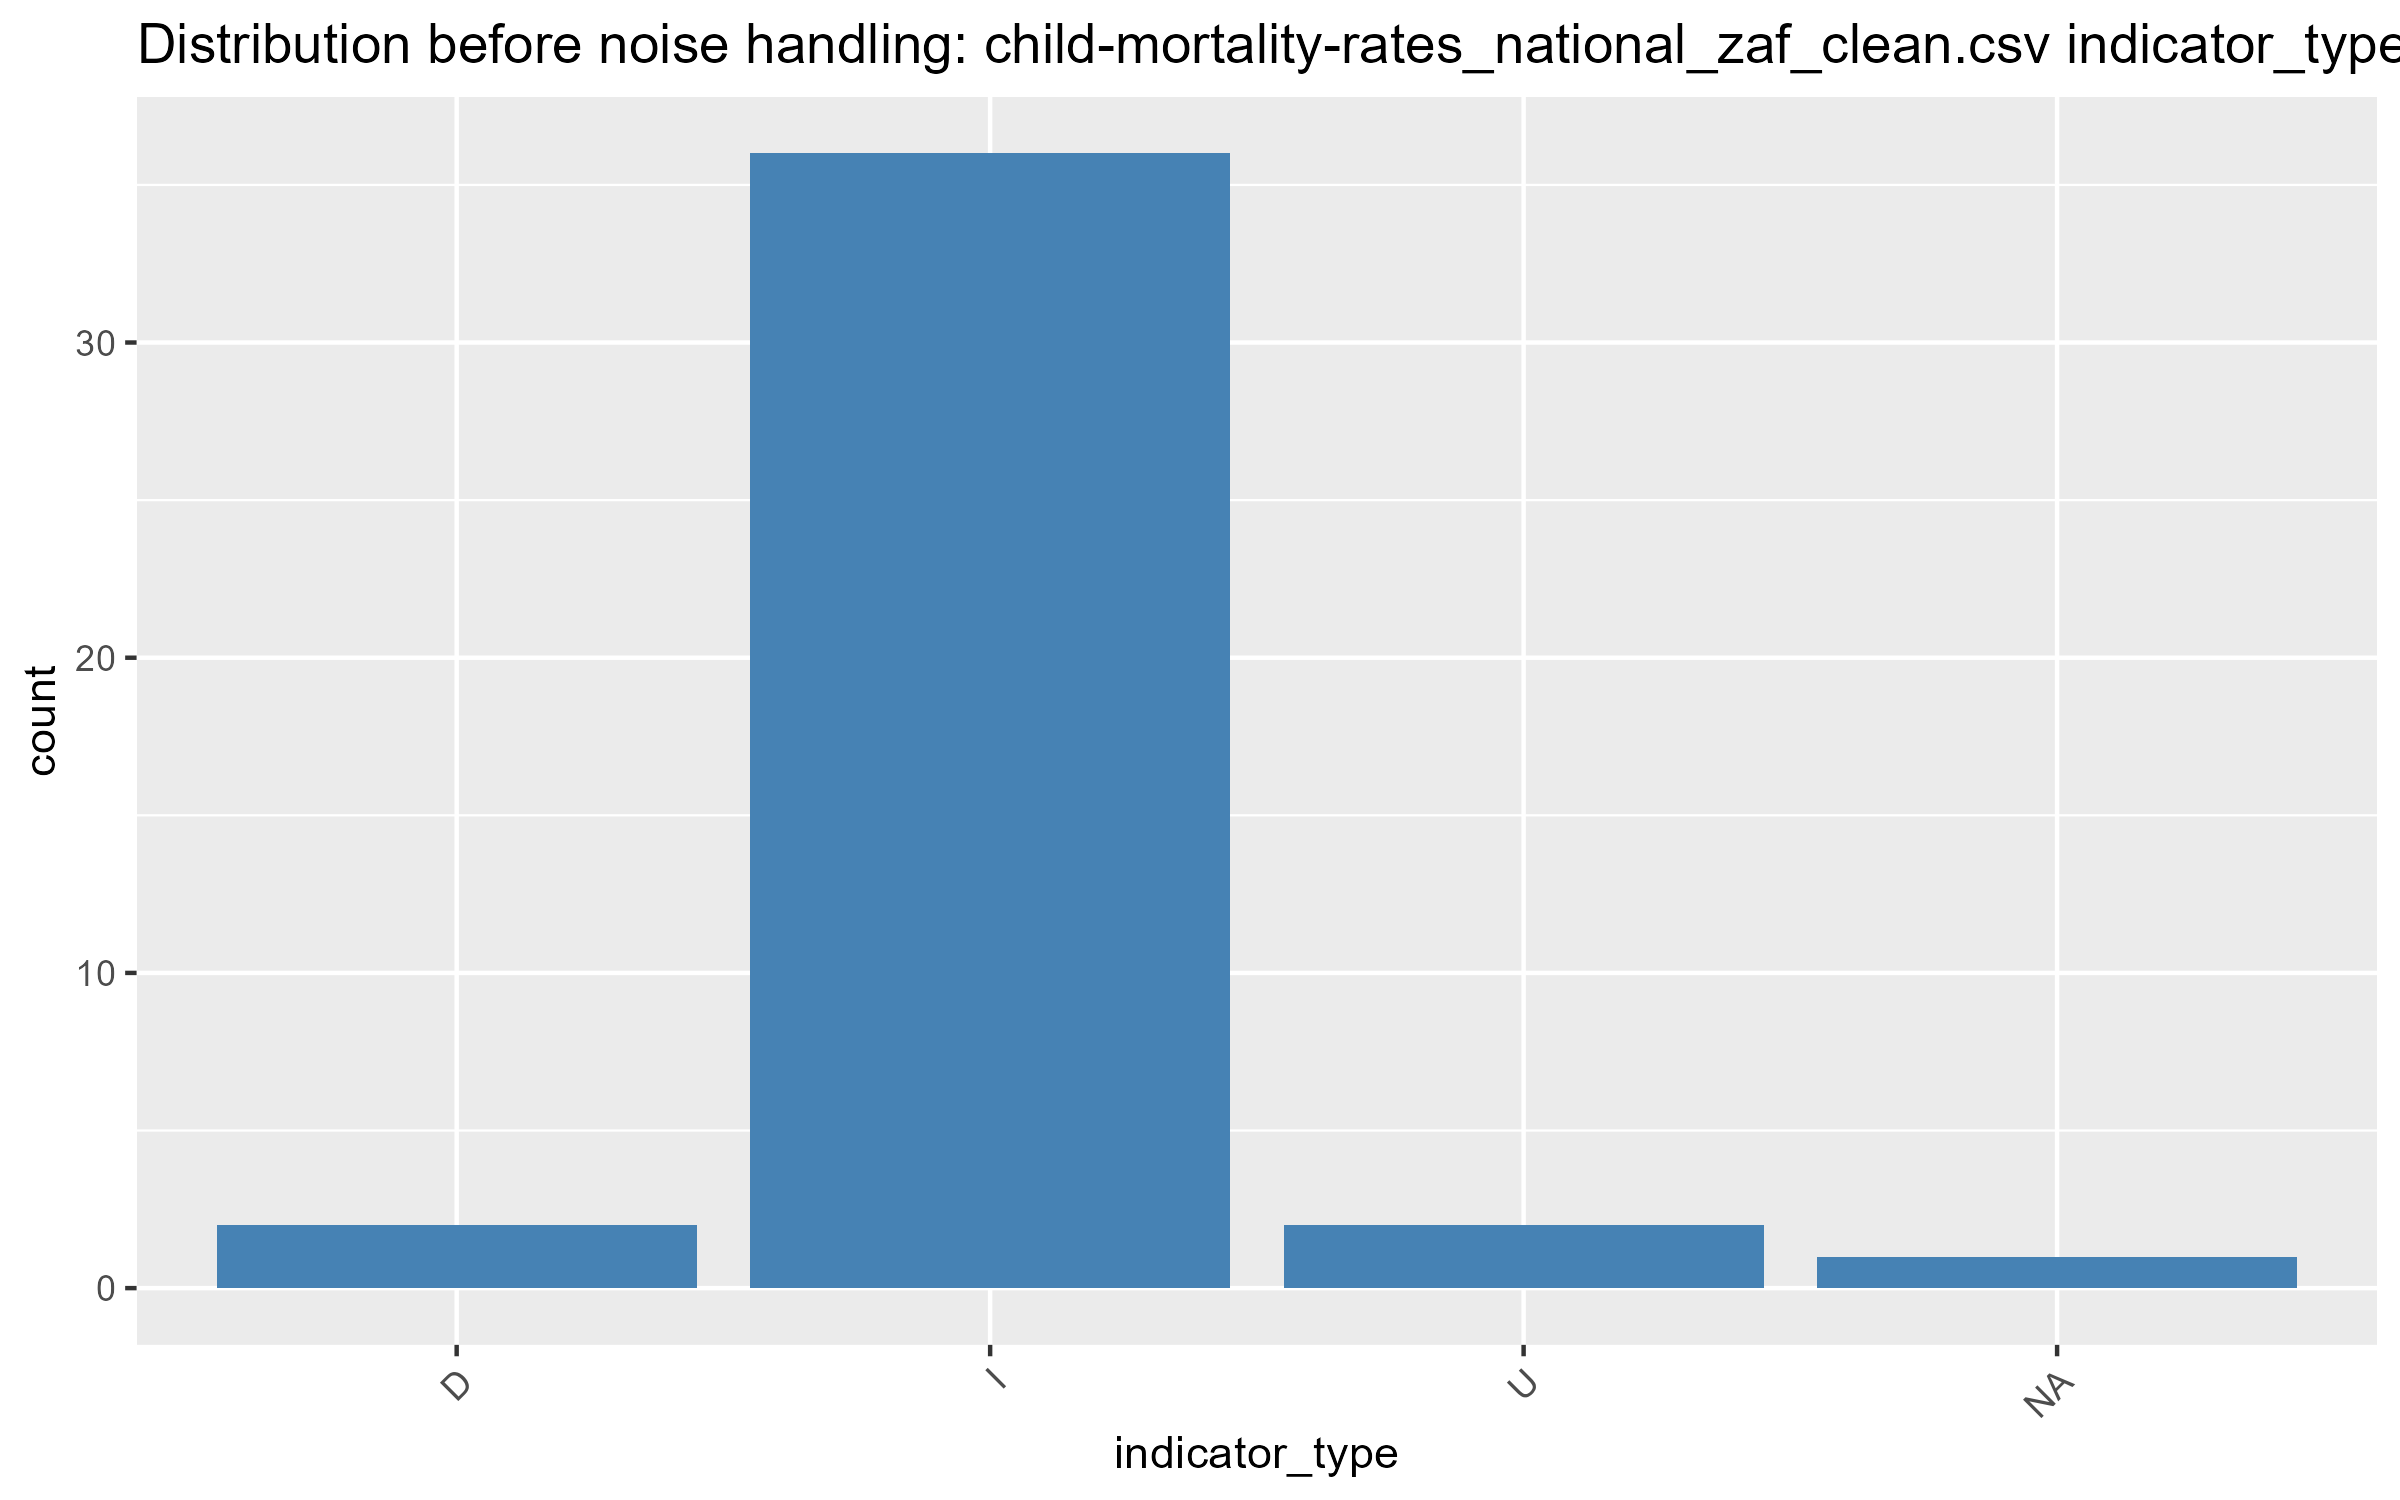 Distribution before noise handling: child-mortality-rates_national_zaf_clean.csv indicator_type
30
20
10
0
count
D
I
U
NA
indicator_type